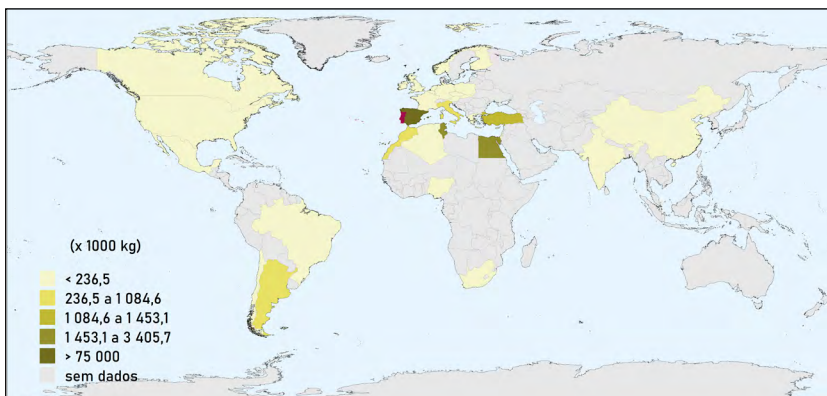 (x 1000 kg)
< 236,5
236,5 a 1 084,6
1 084,6 a 1 453,1
1 453,1 a 3 405,7
> 75 000
sem dados